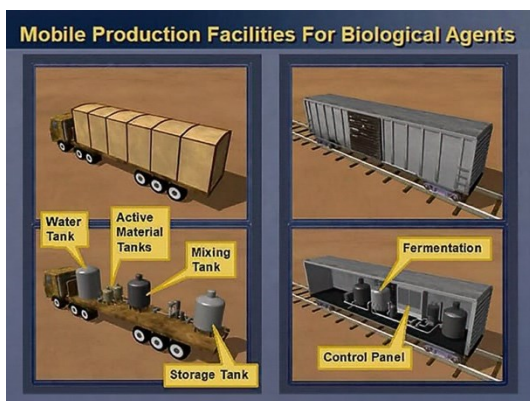 Mobile Production Facilities For Biological Agents
Water
Tank
Active
Material
Tanks
Mixing
Tank
Storage Tank
Fermentation
Control Panel